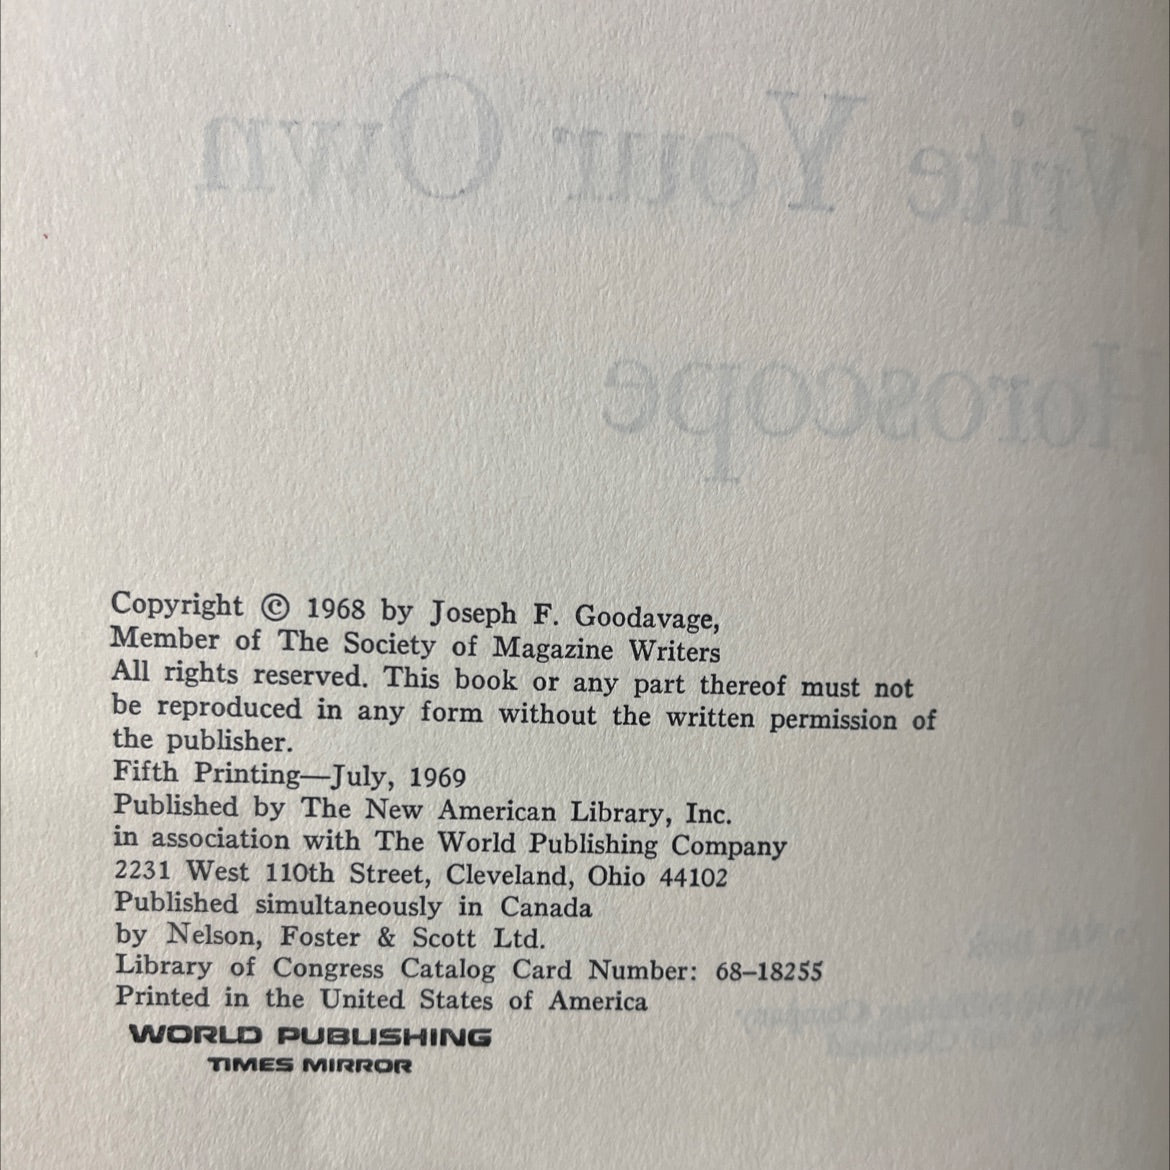 Write Your Own
Horoscope
Copyright © 1968 by Joseph F. Goodavage,
Member of The Society of Magazine Writers
All rights reserved. This book or any part thereof must not
be reproduced in any form without the written permission of
the publisher.
Fifth Printing—July, 1969
Published by The New American Library, Inc.
in association with The World Publishing Company
2231 West 110th Street, Cleveland, Ohio 44102
Published simultaneously in Canada
by Nelson, Foster & Scott Ltd.
Library of Congress Catalog Card Number: 68–18255
Printed in the United States of America
WORLD PUBLISHING
TIMES MIRROR